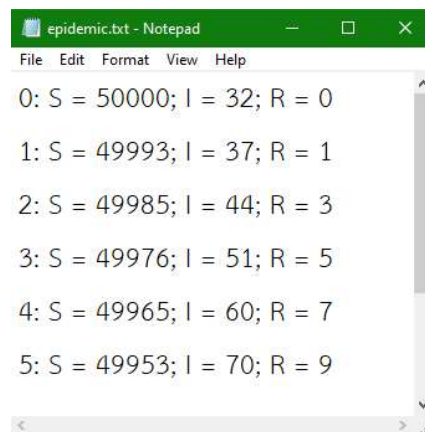 epidemic.txt - Notepad
File Edit Format View Help
0: S = 50000; I = 32; R = 0
1: S = 49993; I = 37; R = 1
2: S = 49985; I = 44; R = 3
3: S = 49976; I = 51; R = 5
4: S = 49965; I = 60; R = 7
5: S = 49953; I = 70; R = 9